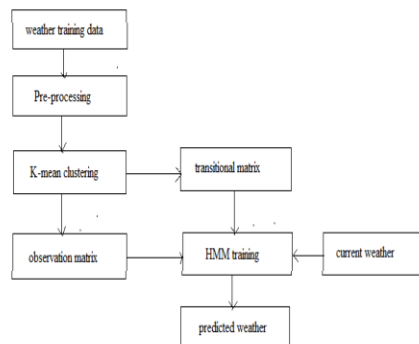 weather training data
Pre-processing
K-mean clustering
transitional matrix
observation matrix
HMM training
current weather
predicted weather